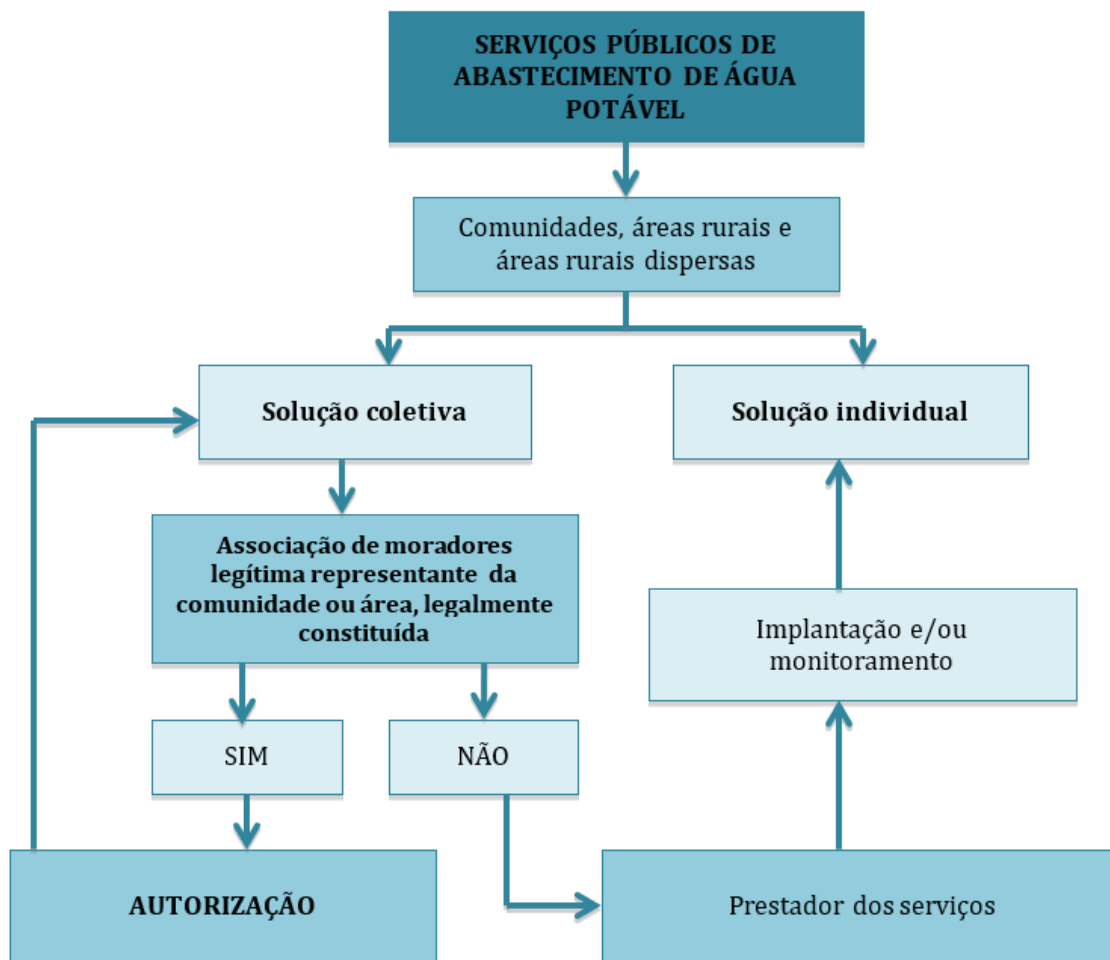 SERVIÇOS PÚBLICOS DE
ABASTECIMENTO DE ÁGUA
POTÁVEL
Comunidades, áreas rurais e
áreas rurais dispersas
Solução coletiva
Solução individual
Associação de moradores
legítima representante da
comunidade ou área, legalmente
constituída
Implantação e/ou
monitoramento
SIM
NÃO
AUTORIZAÇÃO
Prestador dos serviços